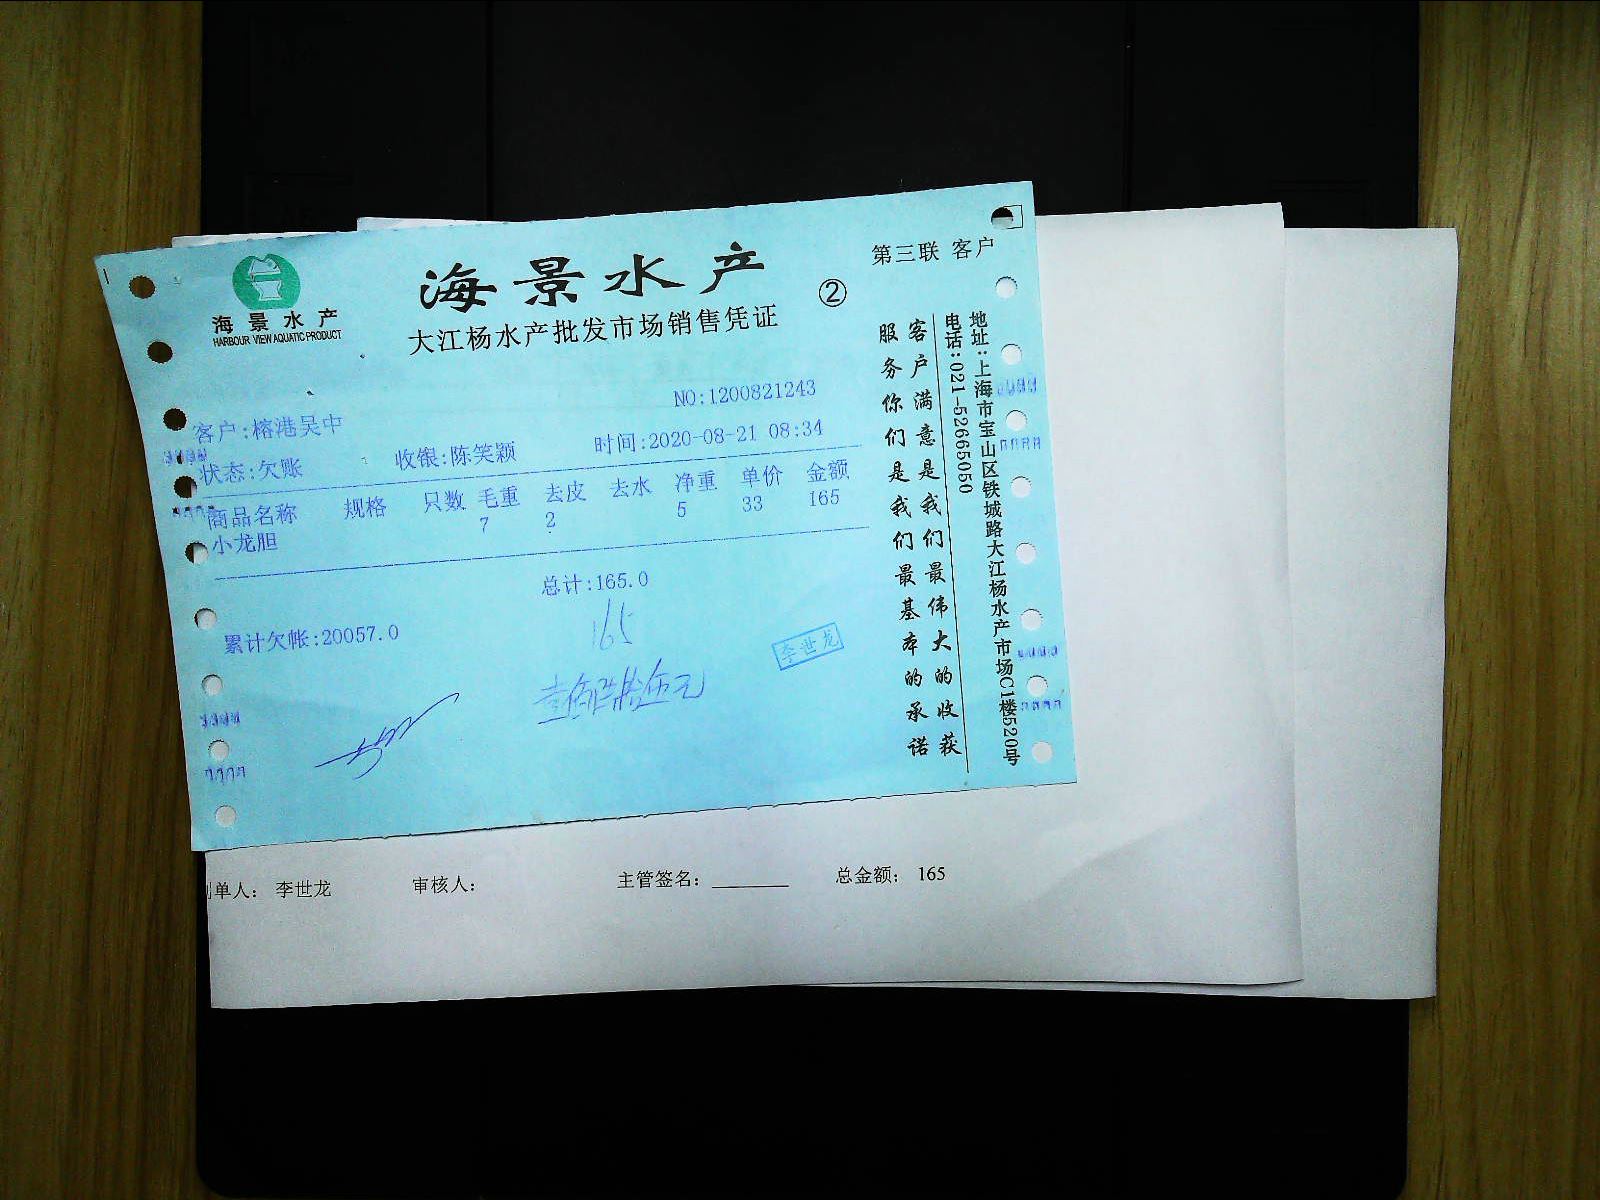 第三联 客户
海景水产
②
海景水产
HARBOUR VIEW AQUATIC PRODUCT
大江杨水产批发市场销售凭证
NO:1200821243
客户:榕港吴中
状态:欠账
收银:陈笑颖
时间:2020-08-21 08:34
商品名称 规格 只数 毛重 去皮 去水 净重 单价 金额
小龙胆 7 2 5 33 165
总计:165.0
165
累计欠帐:20057.0
李世龙
壹佰陆拾伍元
客户满意是我们最伟大的收获
服务你们是我们最基本的承诺
地址:上海市宝山区铁城路大江杨水产市场C1楼520号
电话:021-52665050
制单人: 李世龙 审核人: 主管签名: 总金额: 165